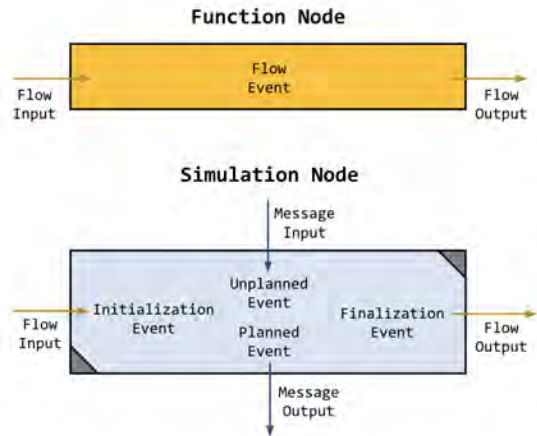 Function Node
Flow
Event
Flow
Input
Flow
Output
Simulation Node
Message
Input
Unplanned
Event
Initialization
Event
Planned
Event
Finalization
Event
Flow
Input
Flow
Output
Message
Output